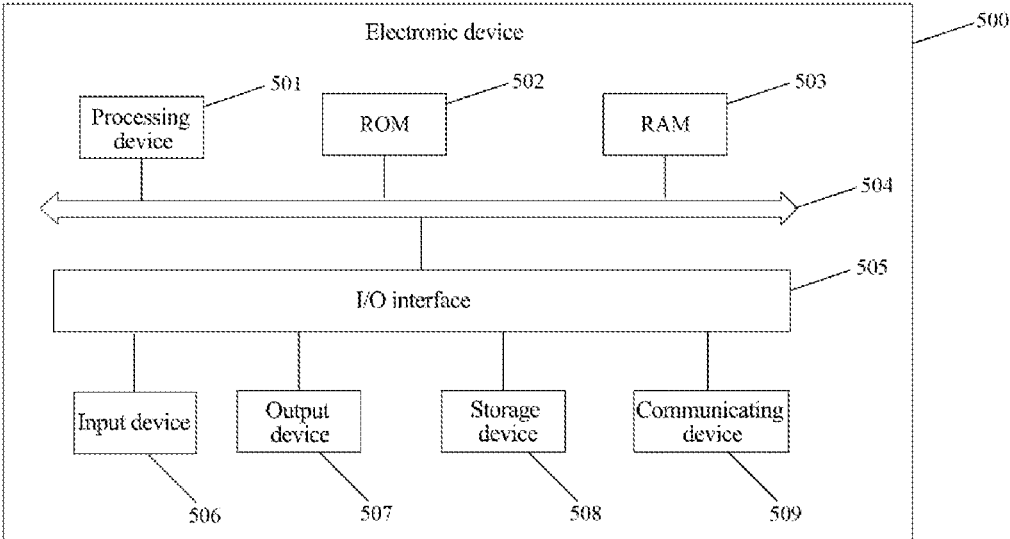 Electronic device
500
501
502
503
Processing
device
ROM
RAM
504
505
I/O interface
Input device
Output
device
Storage
device
Communicating
device
506
507
508
509